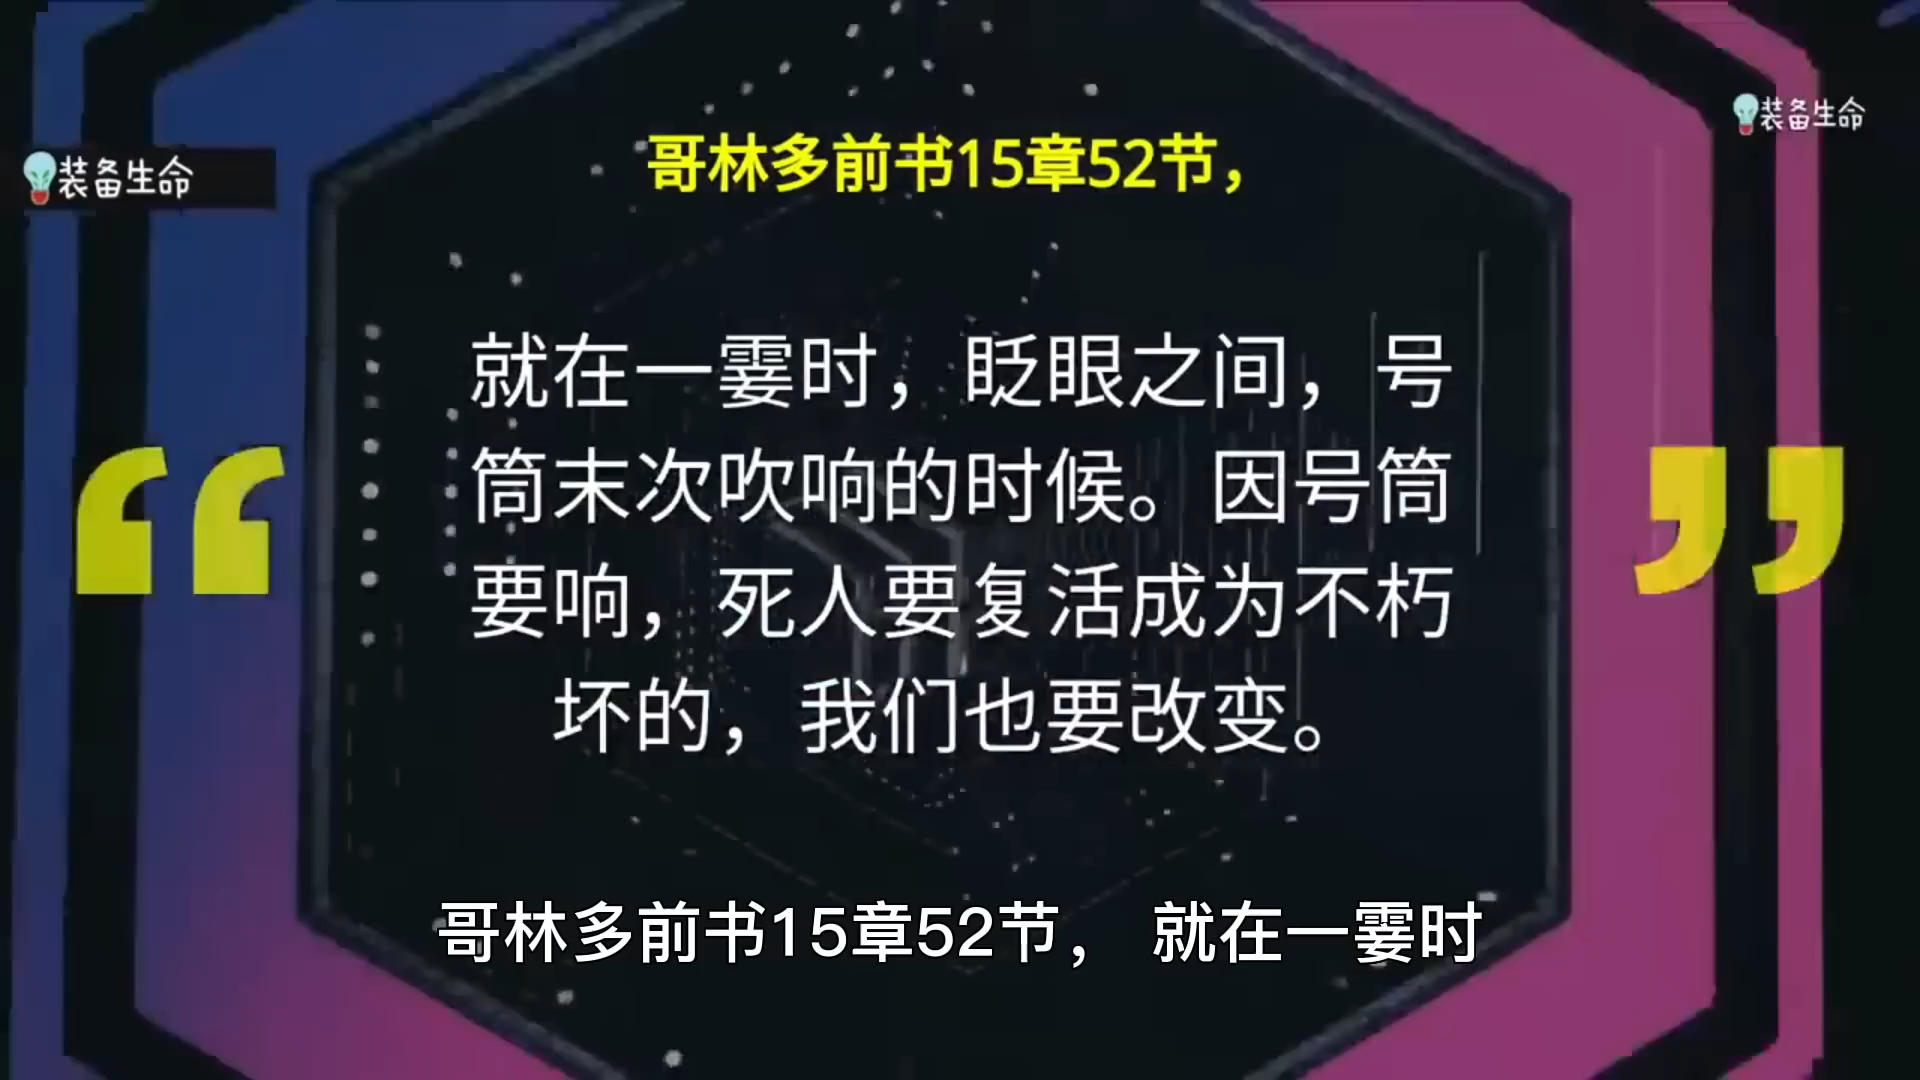 装备生命
装备生命
哥林多前书15章52节，
就在一霎时，眨眼之间，号
筒末次吹响的时候。因号筒
要响，死人要复活成为不朽
坏的，我们也要改变。
哥林多前书15章52节， 就在一霎时